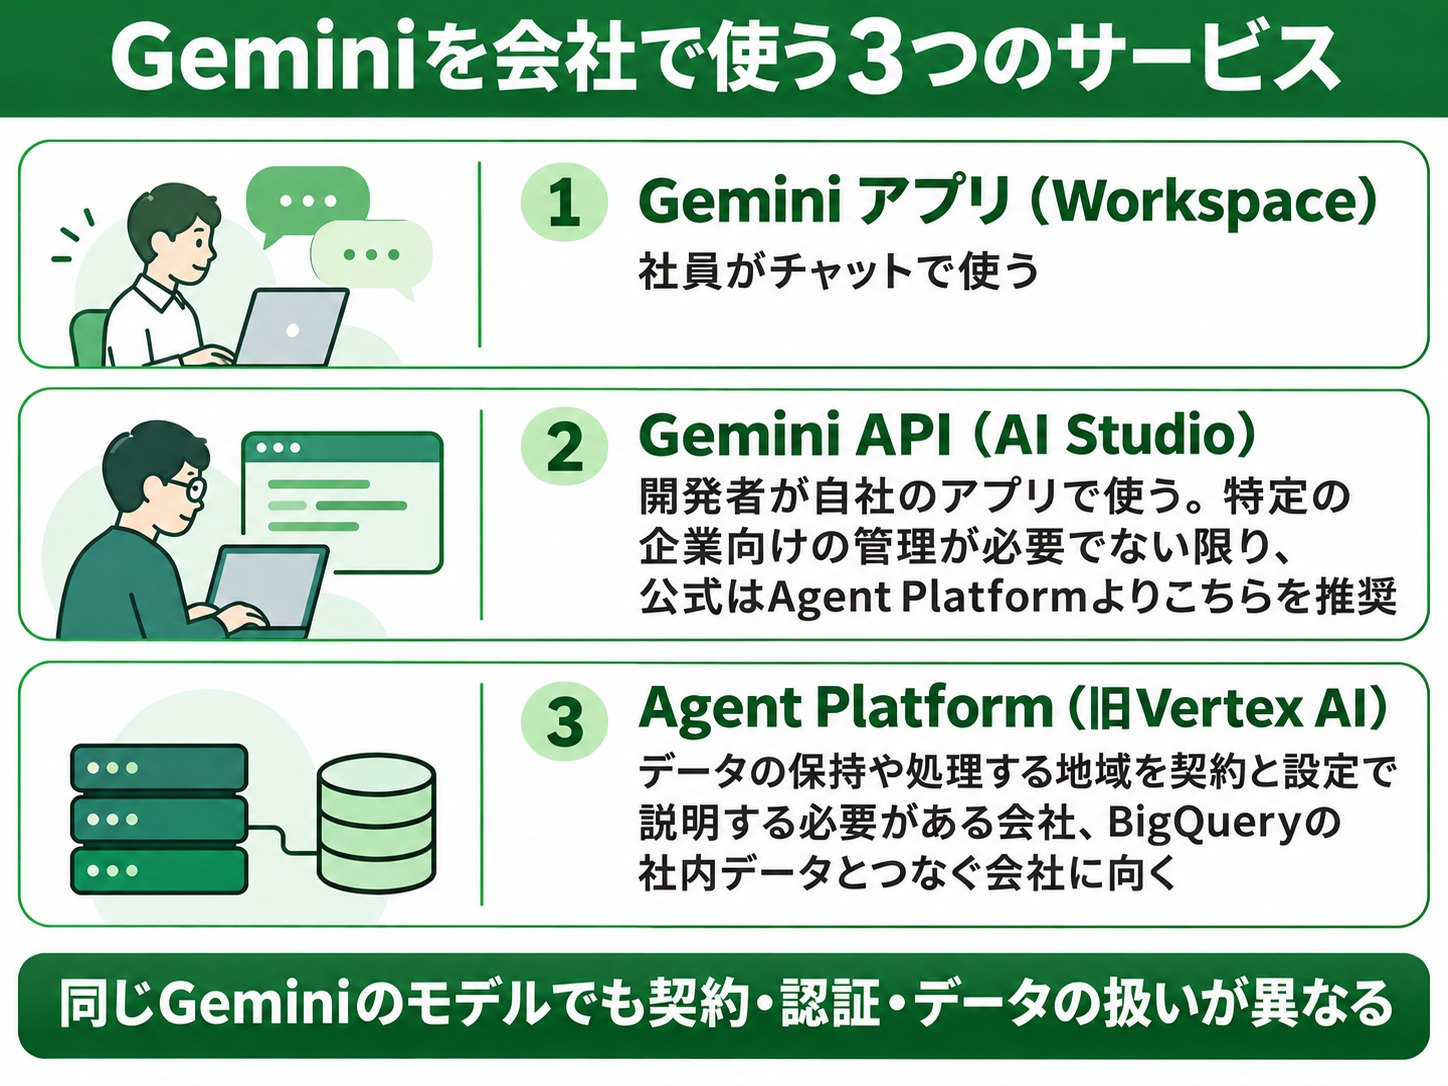 Geminiを会社で使う3つのサービス
1
Gemini アプリ（Workspace）
社員がチャットで使う
2
Gemini API（AI Studio）
開発者が自社のアプリで使う。特定の
企業向けの管理が必要でない限り、
公式はAgent Platformよりこちらを推奨
3
Agent Platform（旧Vertex AI）
データの保持や処理する地域を契約と設定で
説明する必要がある会社、BigQueryの
社内データとつなぐ会社に向く
同じGeminiのモデルでも契約・認証・データの扱いが異なる